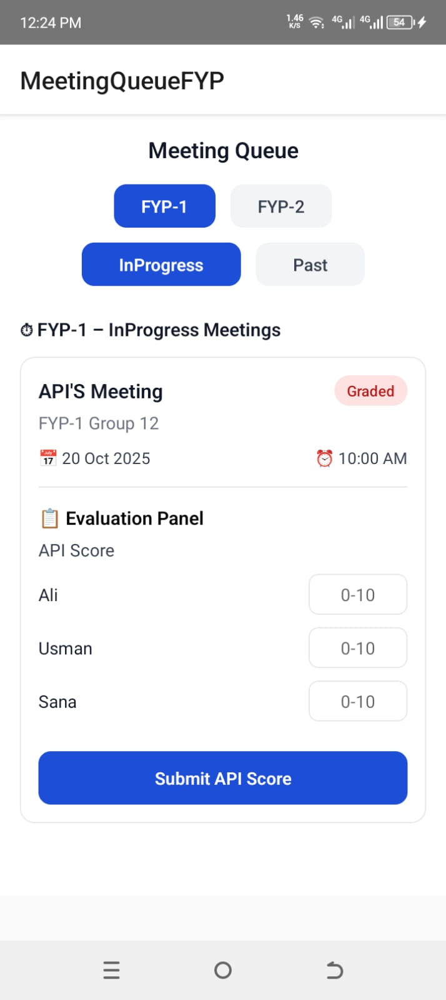 12:24 PM
1.46 K/S 4G 4G 54
MeetingQueueFYP
Meeting Queue
FYP-1 FYP-2
InProgress Past
⏱ FYP-1 – InProgress Meetings
API'S Meeting Graded
FYP-1 Group 12
📅 20 Oct 2025 ⏰ 10:00 AM
📋 Evaluation Panel
API Score
Ali 0-10
Usman 0-10
Sana 0-10
Submit API Score